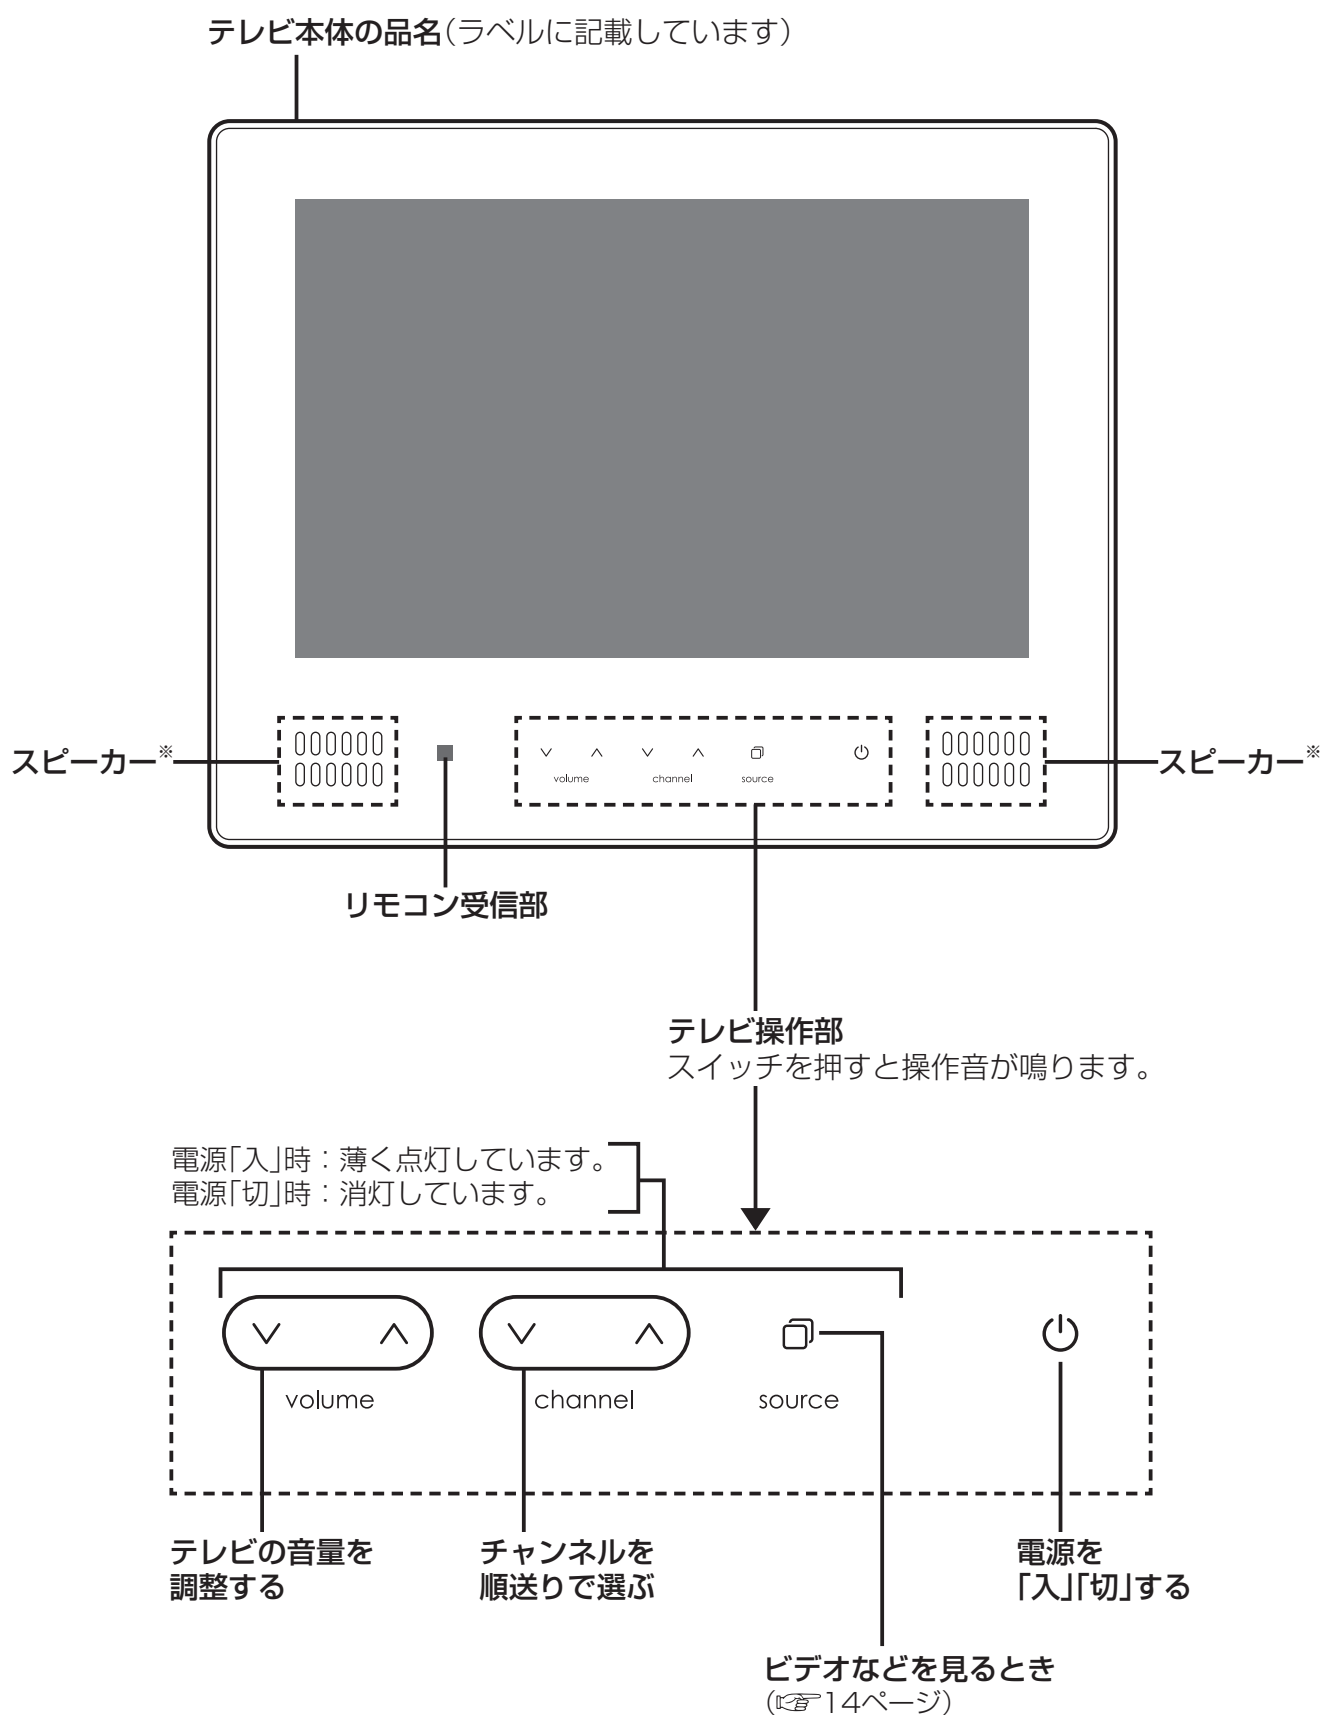 テレビ本体の品名（ラベルに記載しています）
volume
channel
source
スピーカー※
スピーカー※
リモコン受信部
テレビ操作部
スイッチを押すと操作音が鳴ります。
電源「入」時：薄く点灯しています。
電源「切」時：消灯しています。
volume
channel
source
テレビの音量を
調整する
チャンネルを
順送りで選ぶ
電源を
「入」「切」する
ビデオなどを見るとき
（☞14ページ）